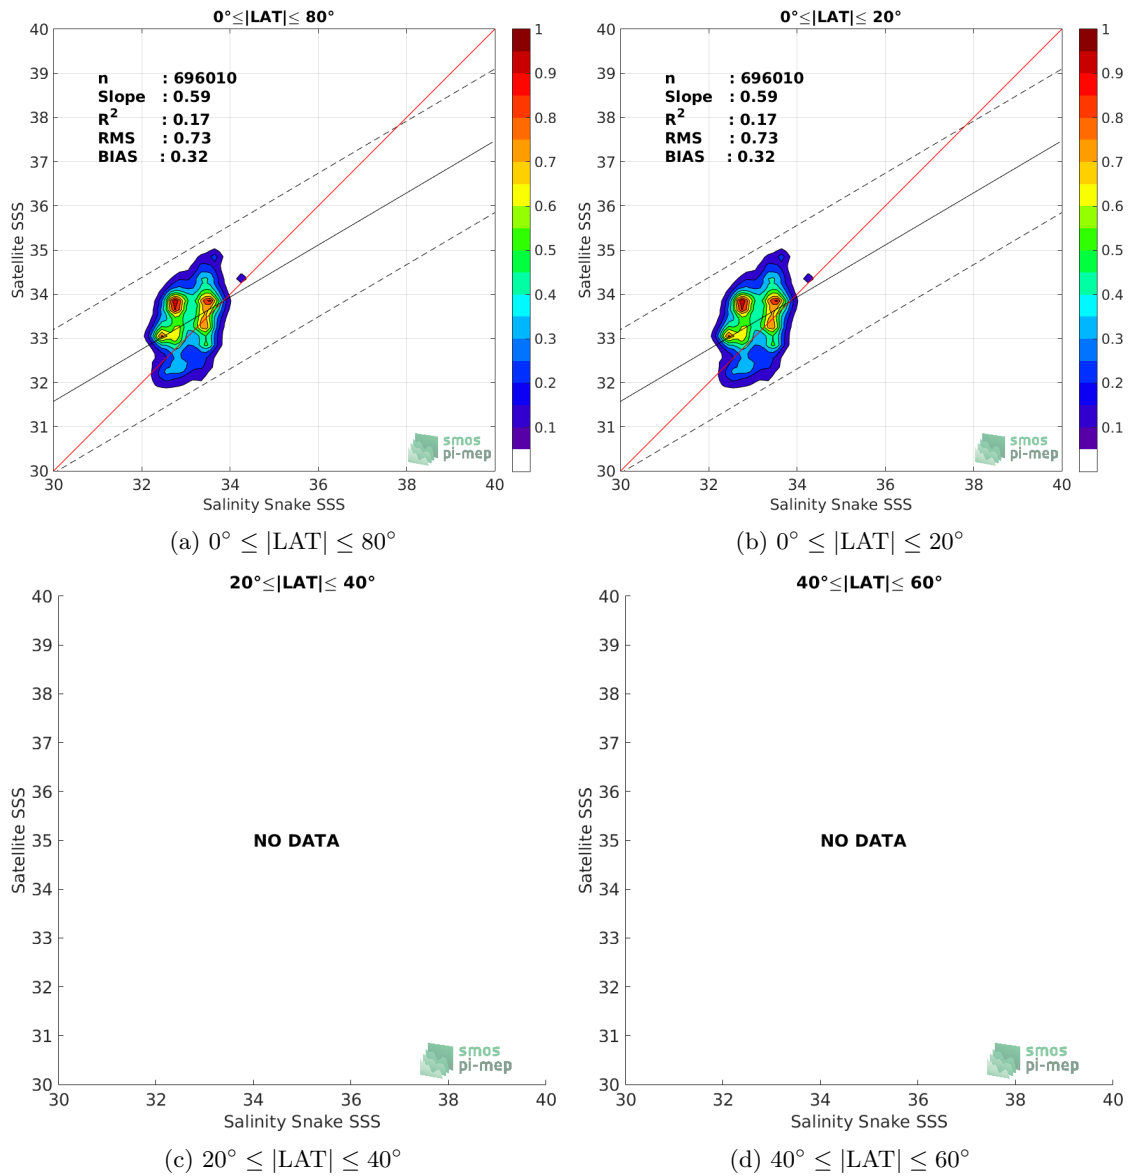 0°≤|LAT|≤ 80°
40
39
38
37
36
35
34
33
32
31
30
Satellite SSS
n : 696010
Slope : 0.59
R² : 0.17
RMS : 0.73
BIAS : 0.32
smos
pi-mep
30 32 34 36 38 40
Salinity Snake SSS
1
0.9
0.8
0.7
0.6
0.5
0.4
0.3
0.2
0.1
(a) 0° ≤ |LAT| ≤ 80°
0°≤|LAT|≤ 20°
40
39
38
37
36
35
34
33
32
31
30
Satellite SSS
n : 696010
Slope : 0.59
R² : 0.17
RMS : 0.73
BIAS : 0.32
smos
pi-mep
30 32 34 36 38 40
Salinity Snake SSS
1
0.9
0.8
0.7
0.6
0.5
0.4
0.3
0.2
0.1
(b) 0° ≤ |LAT| ≤ 20°
20°≤|LAT|≤ 40°
40
39
38
37
36
35
34
33
32
31
30
Satellite SSS
NO DATA
smos
pi-mep
30 32 34 36 38 40
Salinity Snake SSS
(c) 20° ≤ |LAT| ≤ 40°
40°≤|LAT|≤ 60°
40
39
38
37
36
35
34
33
32
31
30
Satellite SSS
NO DATA
smos
pi-mep
30 32 34 36 38 40
Salinity Snake SSS
(d) 40° ≤ |LAT| ≤ 60°